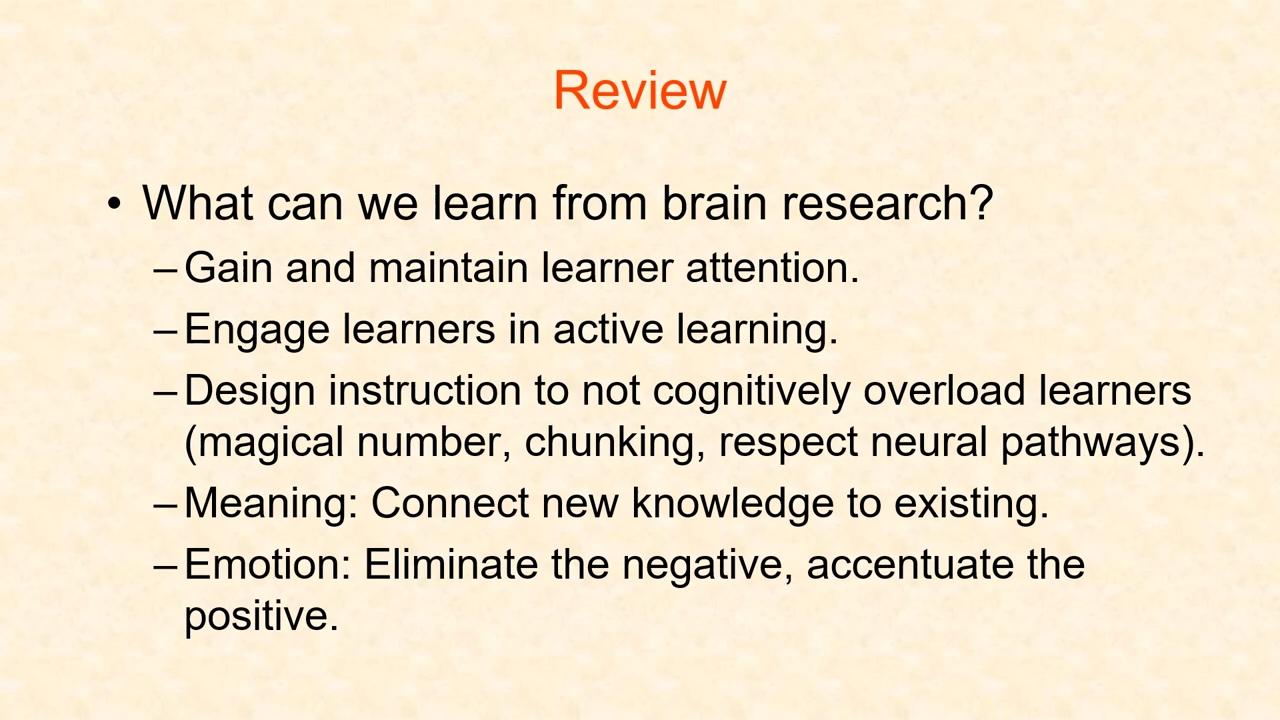 Review
• What can we learn from brain research?
– Gain and maintain learner attention.
– Engage learners in active learning.
– Design instruction to not cognitively overload learners
(magical number, chunking, respect neural pathways).
– Meaning: Connect new knowledge to existing.
– Emotion: Eliminate the negative, accentuate the
positive.